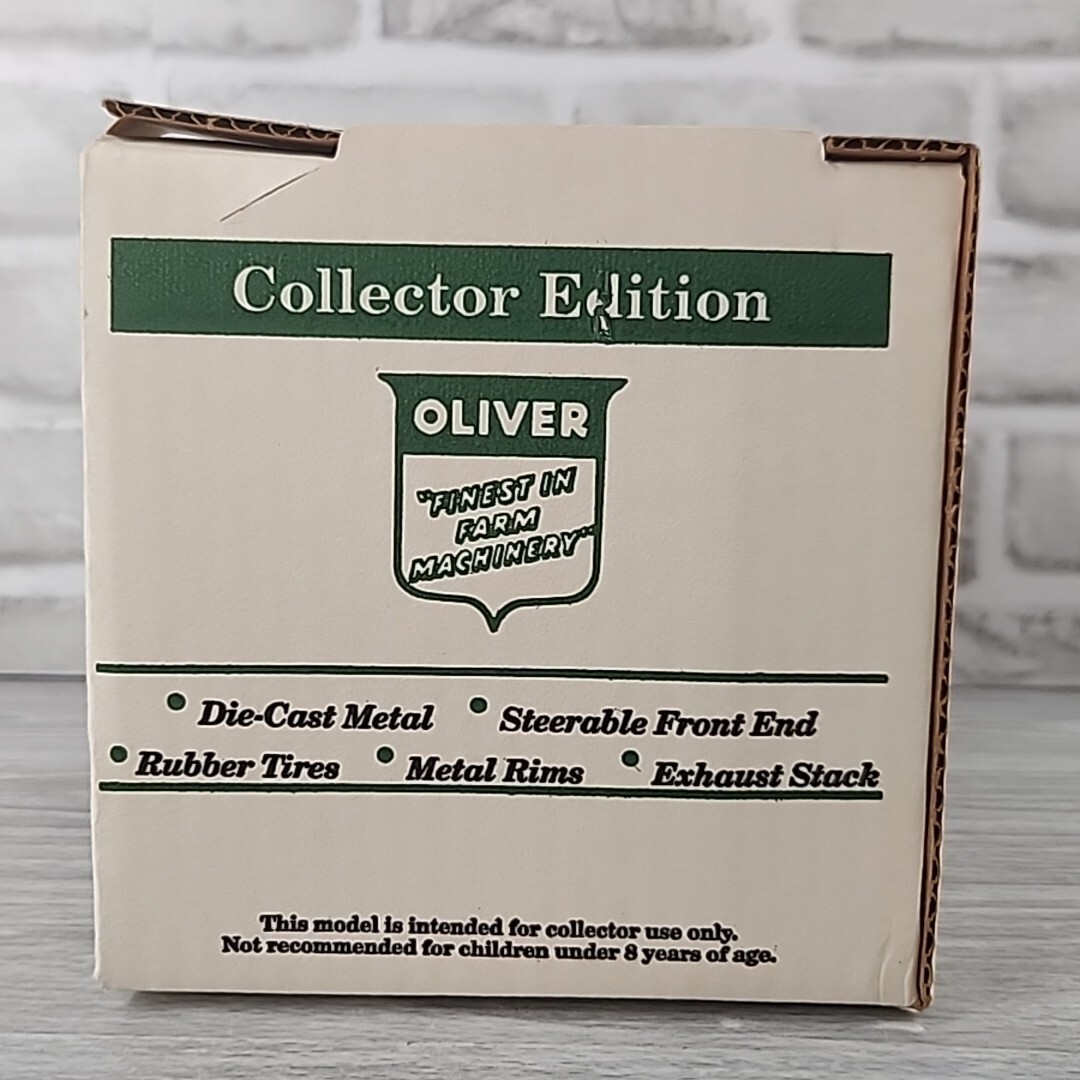 Collector Edition
OLIVER
"FINEST IN
FARM
MACHINERY"
• Die-Cast Metal • Steerable Front End
• Rubber Tires • Metal Rims • Exhaust Stack
This model is intended for collector use only.
Not recommended for children under 8 years of age.